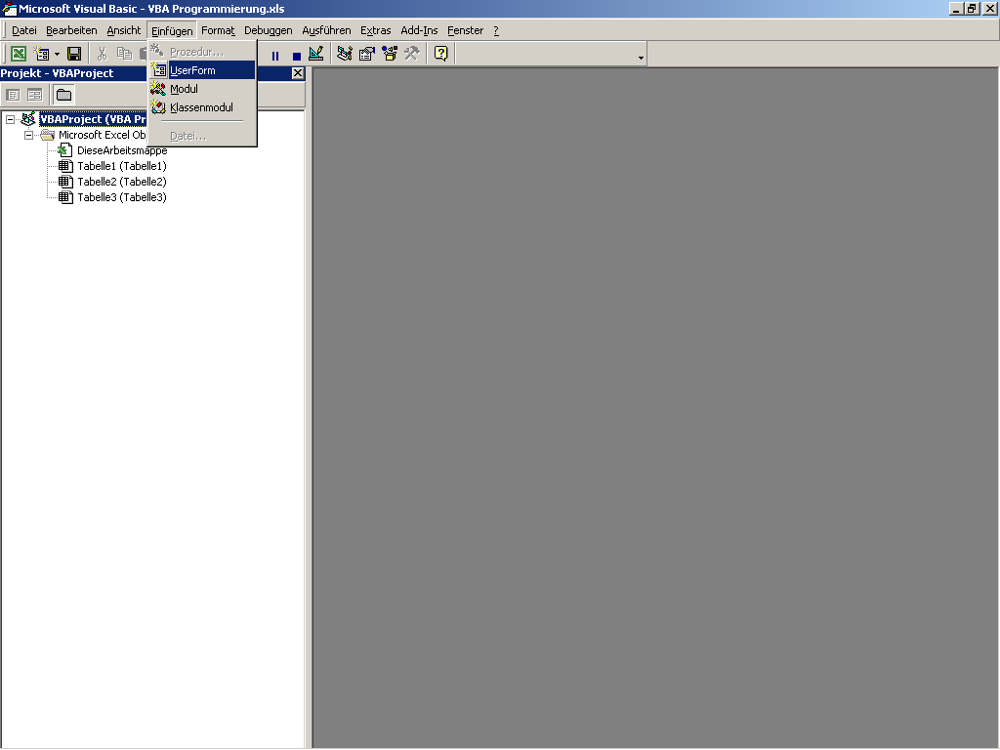 Microsoft Visual Basic - VBA Programmierung.xls
Datei Bearbeiten Ansicht Einfügen Format Debuggen Ausführen Extras Add-Ins Fenster ?
Prozedur...
UserForm
Modul
Klassenmodul
Datei...
Projekt - VBAProject
VBAProject (VBA Pr
Microsoft Excel Ob
DieseArbeitsmappe
Tabelle1 (Tabelle1)
Tabelle2 (Tabelle2)
Tabelle3 (Tabelle3)